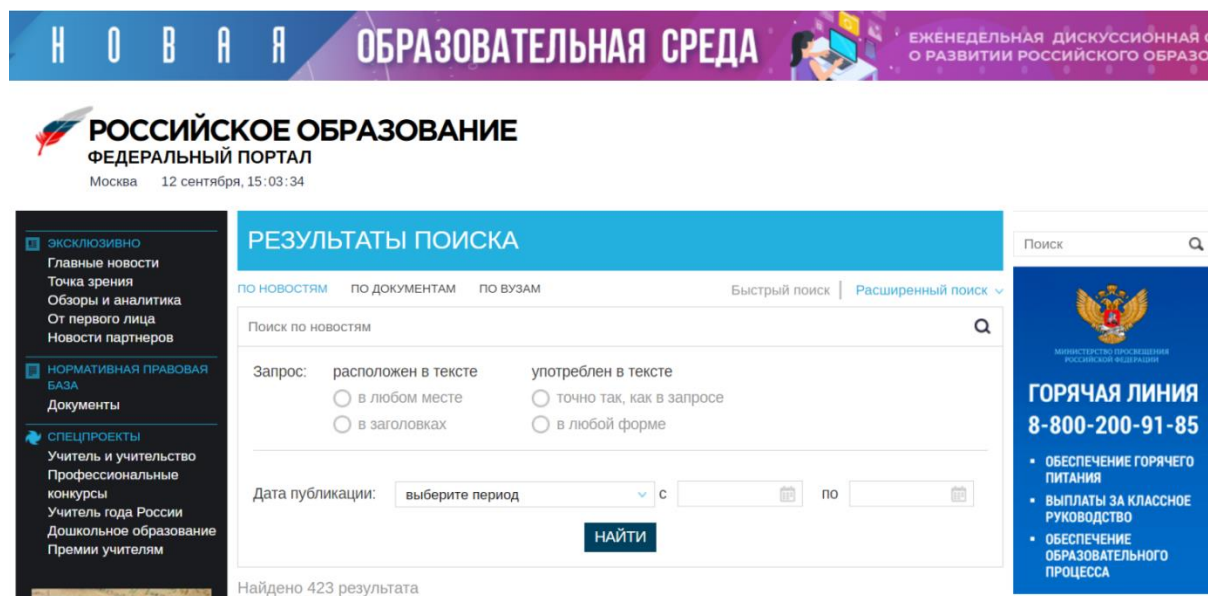 НОВАЯ ОБРАЗОВАТЕЛЬНАЯ СРЕДА
ЕЖЕНЕДЕЛЬНАЯ ДИСКУССИОННАЯ
О РАЗВИТИИ РОССИЙСКОГО ОБРАЗО
РОССИЙСКОЕ ОБРАЗОВАНИЕ
ФЕДЕРАЛЬНЫЙ ПОРТАЛ
Москва 12 сентября, 15:03:34
ЭКСКЛЮЗИВНО
Главные новости
Точка зрения
Обзоры и аналитика
От первого лица
Новости партнеров
НОРМАТИВНАЯ ПРАВОВАЯ
БАЗА
Документы
СПЕЦПРОЕКТЫ
Учитель и учительство
Профессиональные
конкурсы
Учитель года России
Дошкольное образование
Премии учителям
РЕЗУЛЬТАТЫ ПОИСКА
ПО НОВОСТЯМ ПО ДОКУМЕНТАМ ПО ВУЗАМ Быстрый поиск | Расширенный поиск
Поиск по новостям
Запрос: расположен в тексте употреблен в тексте
в любом месте точно так, как в запросе
в заголовках в любой форме
Дата публикации: выберите период с по
НАЙТИ
Найдено 423 результата
Поиск
МИНИСТЕРСТВО ПРОСВЕЩЕНИЯ
РОССИЙСКОЙ ФЕДЕРАЦИИ
ГОРЯЧАЯ ЛИНИЯ
8-800-200-91-85
▪ ОБЕСПЕЧЕНИЕ ГОРЯЧЕГО
ПИТАНИЯ
▪ ВЫПЛАТЫ ЗА КЛАССНОЕ
РУКОВОДСТВО
▪ ОБЕСПЕЧЕНИЕ
ОБРАЗОВАТЕЛЬНОГО
ПРОЦЕССА